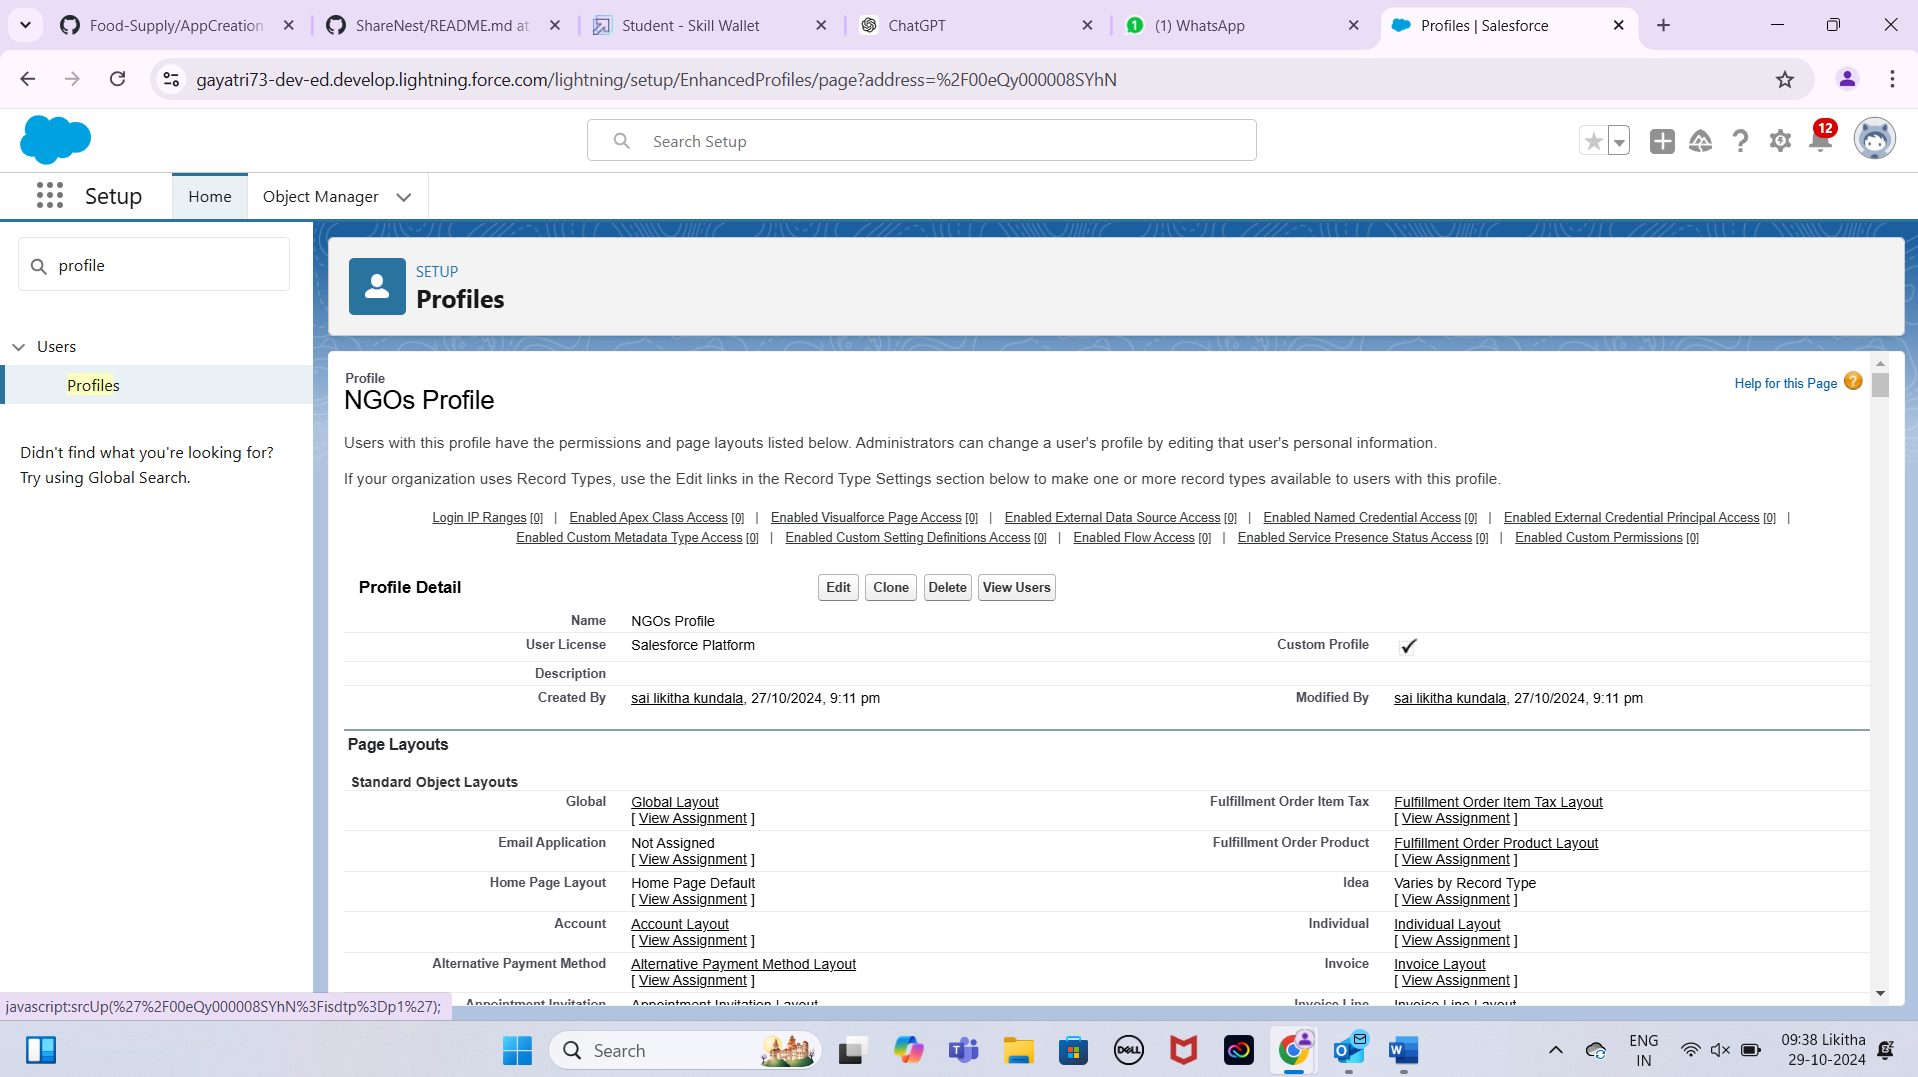 Food-Supply/AppCreation
ShareNest/README.md at
Student - Skill Wallet
ChatGPT
(1) WhatsApp
Profiles | Salesforce
gayatri73-dev-ed.develop.lightning.force.com/lightning/setup/EnhancedProfiles/page?address=%2F00eQy000008SYhN
Search Setup
12
Setup
Home
Object Manager
profile
Users
Profiles
Didn't find what you're looking for?
Try using Global Search.
SETUP
Profiles
Profile
NGOs Profile
Help for this Page
Users with this profile have the permissions and page layouts listed below. Administrators can change a user's profile by editing that user's personal information.
If your organization uses Record Types, use the Edit links in the Record Type Settings section below to make one or more record types available to users with this profile.
Login IP Ranges [0] | Enabled Apex Class Access [0] | Enabled Visualforce Page Access [0] | Enabled External Data Source Access [0] | Enabled Named Credential Access [0] | Enabled External Credential Principal Access [0] |
Enabled Custom Metadata Type Access [0] | Enabled Custom Setting Definitions Access [0] | Enabled Flow Access [0] | Enabled Service Presence Status Access [0] | Enabled Custom Permissions [0]
Profile Detail
Edit Clone Delete View Users
Name NGOs Profile
User License Salesforce Platform Custom Profile
Description
Created By sai likitha kundala, 27/10/2024, 9:11 pm Modified By sai likitha kundala, 27/10/2024, 9:11 pm
Page Layouts
Standard Object Layouts
Global Global Layout Fulfillment Order Item Tax Fulfillment Order Item Tax Layout
[ View Assignment ] [ View Assignment ]
Email Application Not Assigned Fulfillment Order Product Fulfillment Order Product Layout
[ View Assignment ] [ View Assignment ]
Home Page Layout Home Page Default Idea Varies by Record Type
[ View Assignment ] [ View Assignment ]
Account Account Layout Individual Individual Layout
[ View Assignment ] [ View Assignment ]
Alternative Payment Method Alternative Payment Method Layout Invoice Invoice Layout
[ View Assignment ] [ View Assignment ]
Appointment Invitation Appointment Invitation Layout Invoice Line Invoice Line Layout
javascript:srcUp(%27%2F00eQy000008SYhN%3Fisdtp%3Dp1%27);
Search
DELL
ENG
IN
09:38 Likitha
29-10-2024